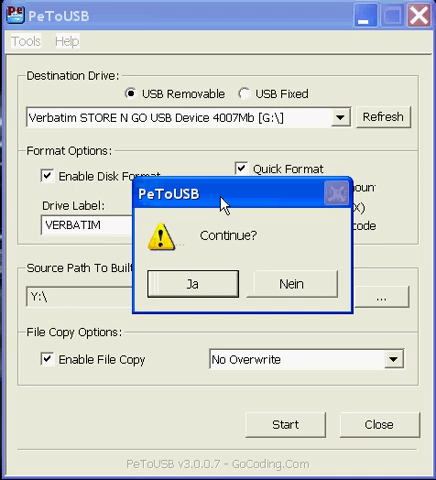 PeToUSB
Tools Help
Destination Drive:
USB Removable USB Fixed
Verbatim STORE N GO USB Device 4007Mb [G:\] Refresh
Format Options:
Enable Disk Format Quick Format
Drive Label:
VERBATIM
PeToUSB
Continue?
Ja Nein
Source Path To Built
Y:\ ...
File Copy Options:
Enable File Copy No Overwrite
Start Close
PeToUSB v3.0.0.7 - GoCoding.Com